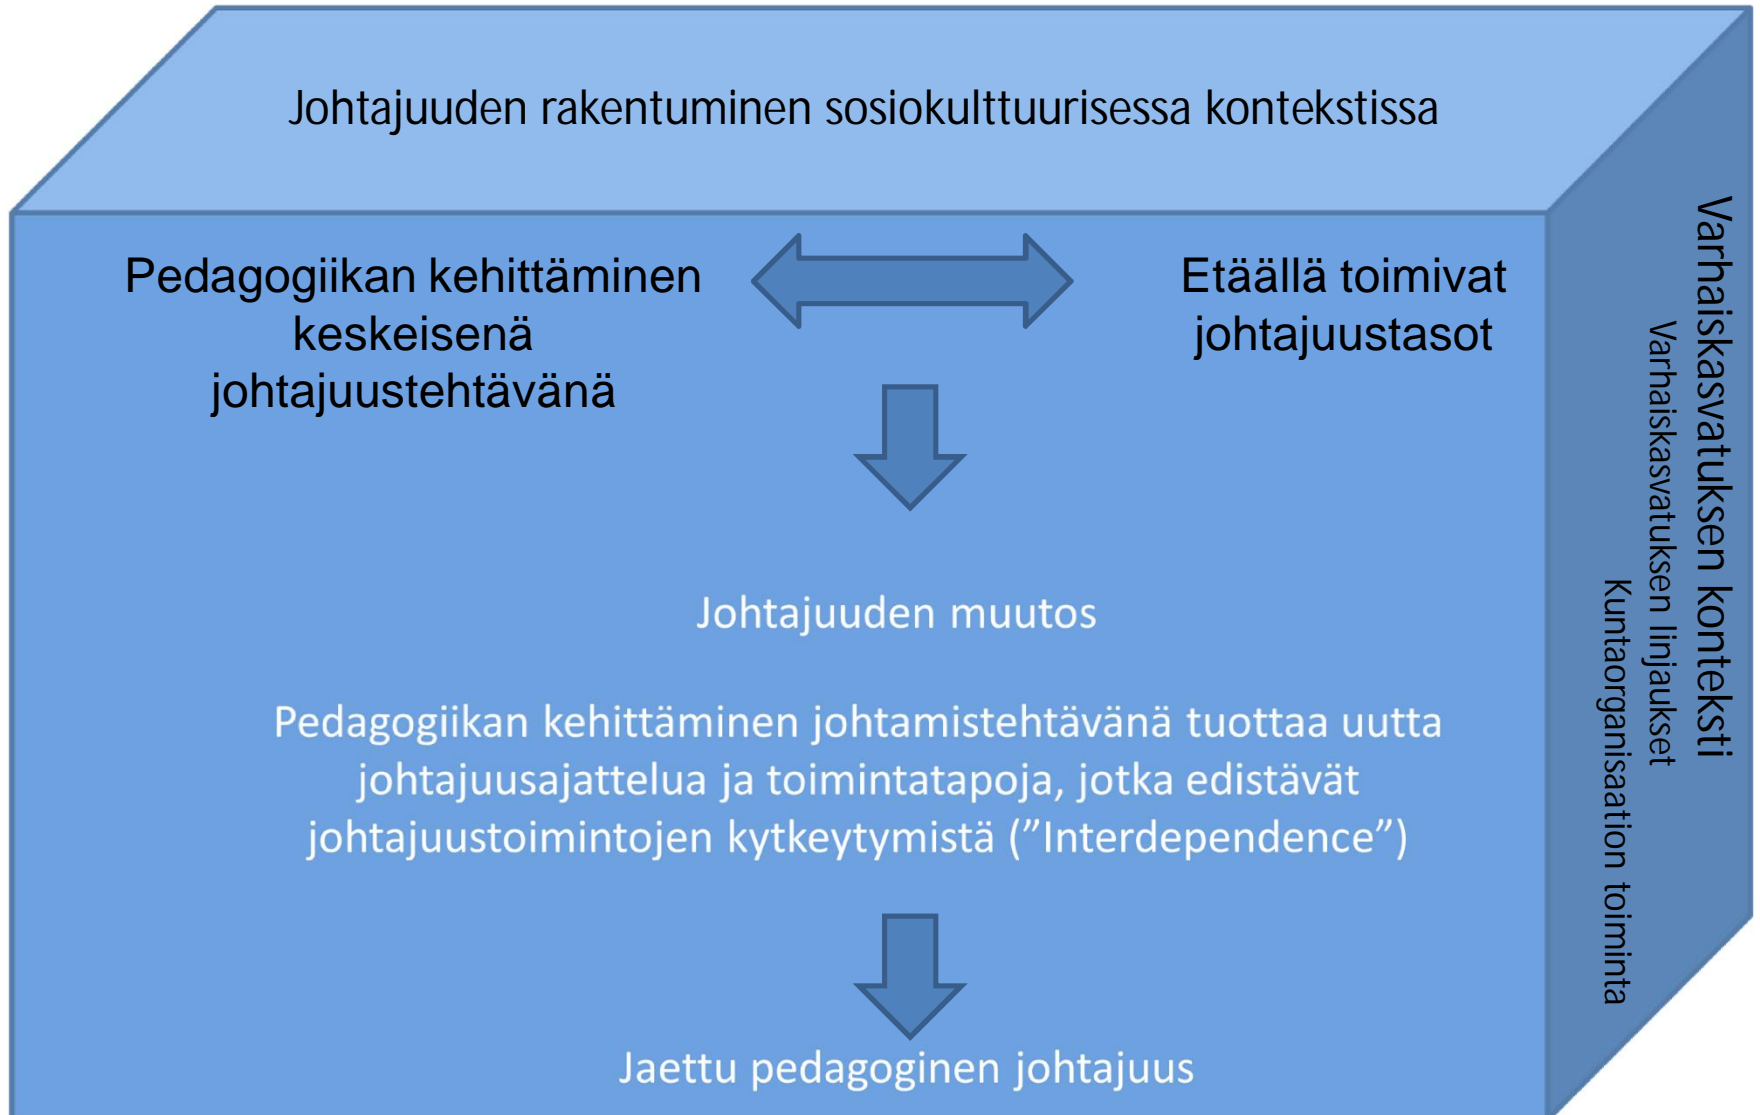 Johtajuuden rakentuminen sosiokulttuurisessa kontekstissa
Pedagogiikan kehittäminen
keskeisenä
johtajuustehtävänä
Etäällä toimivat
johtajuustasot
Johtajuuden muutos
Pedagogiikan kehittäminen johtamistehtävänä tuottaa uutta
johtajuusajattelua ja toimintatapoja, jotka edistävät
johtajuustoimintojen kytkeytymistä (”Interdependence”)
Jaettu pedagoginen johtajuus
Varhaiskasvatuksen konteksti
Varhaiskasvatuksen linjaukset
Kuntaorganisaation toiminta